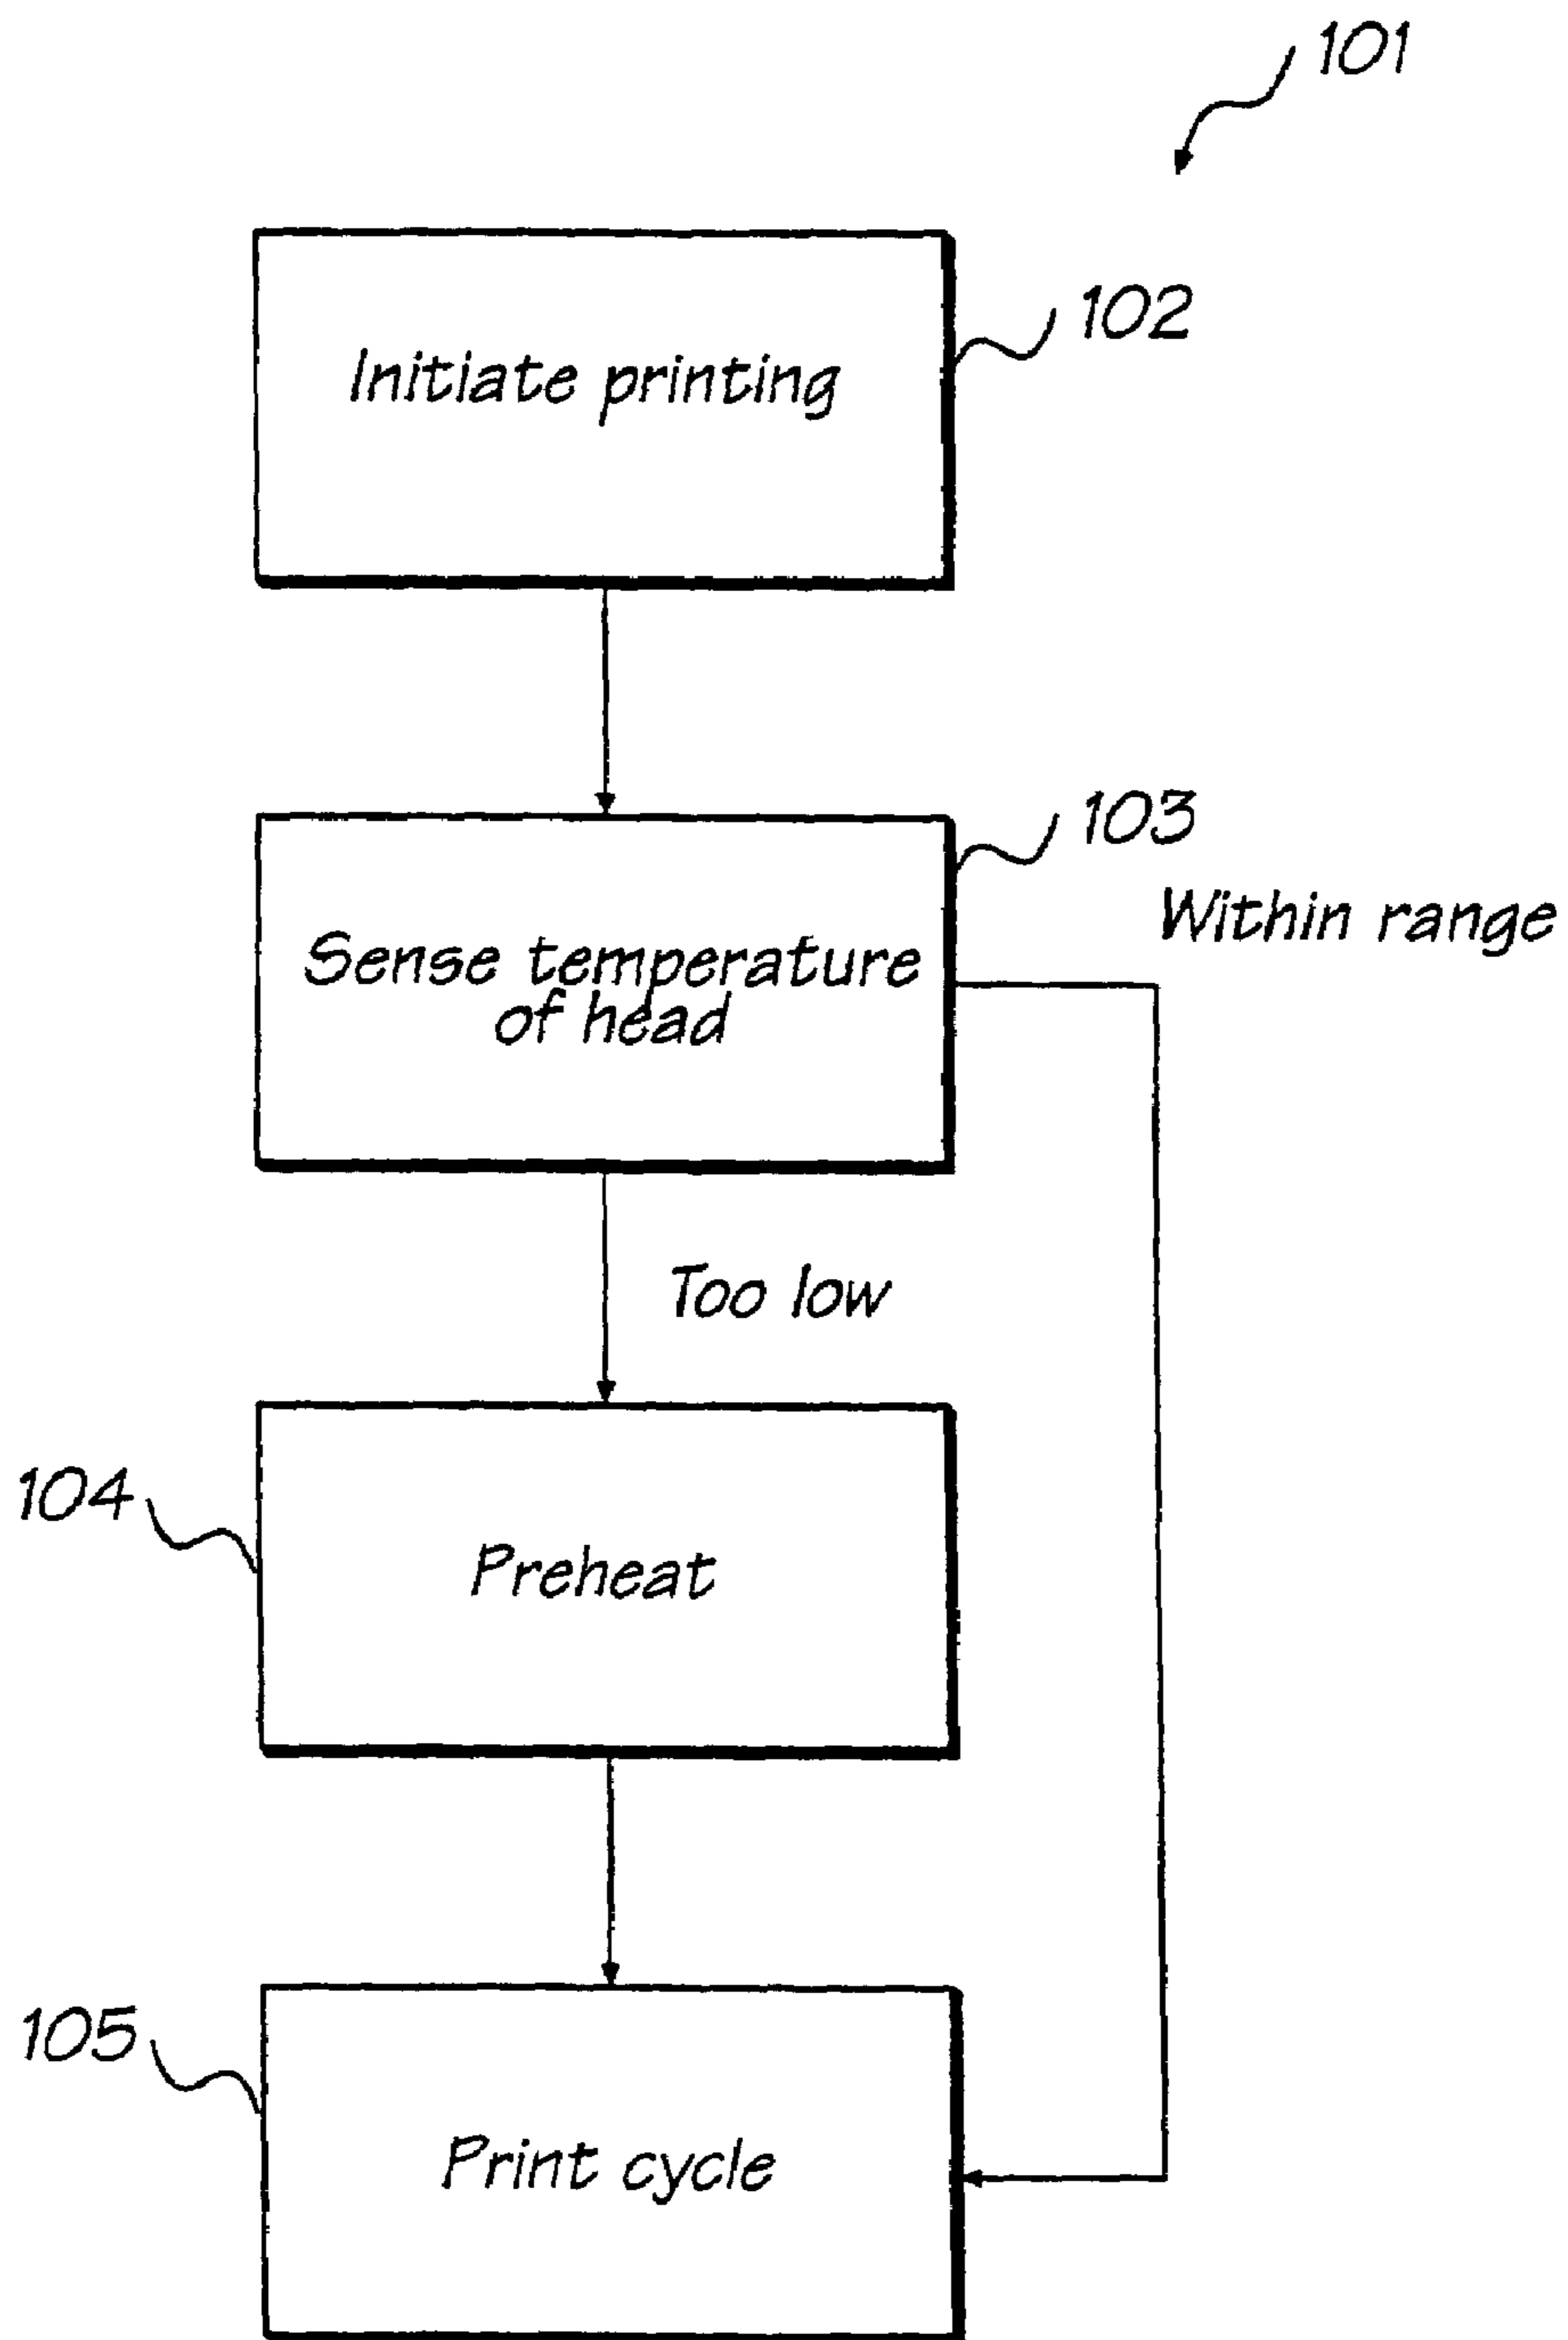 101
Initiate printing
102
103
Within range
Sense temperature
of head
Too low
104
Preheat
105
Print cycle